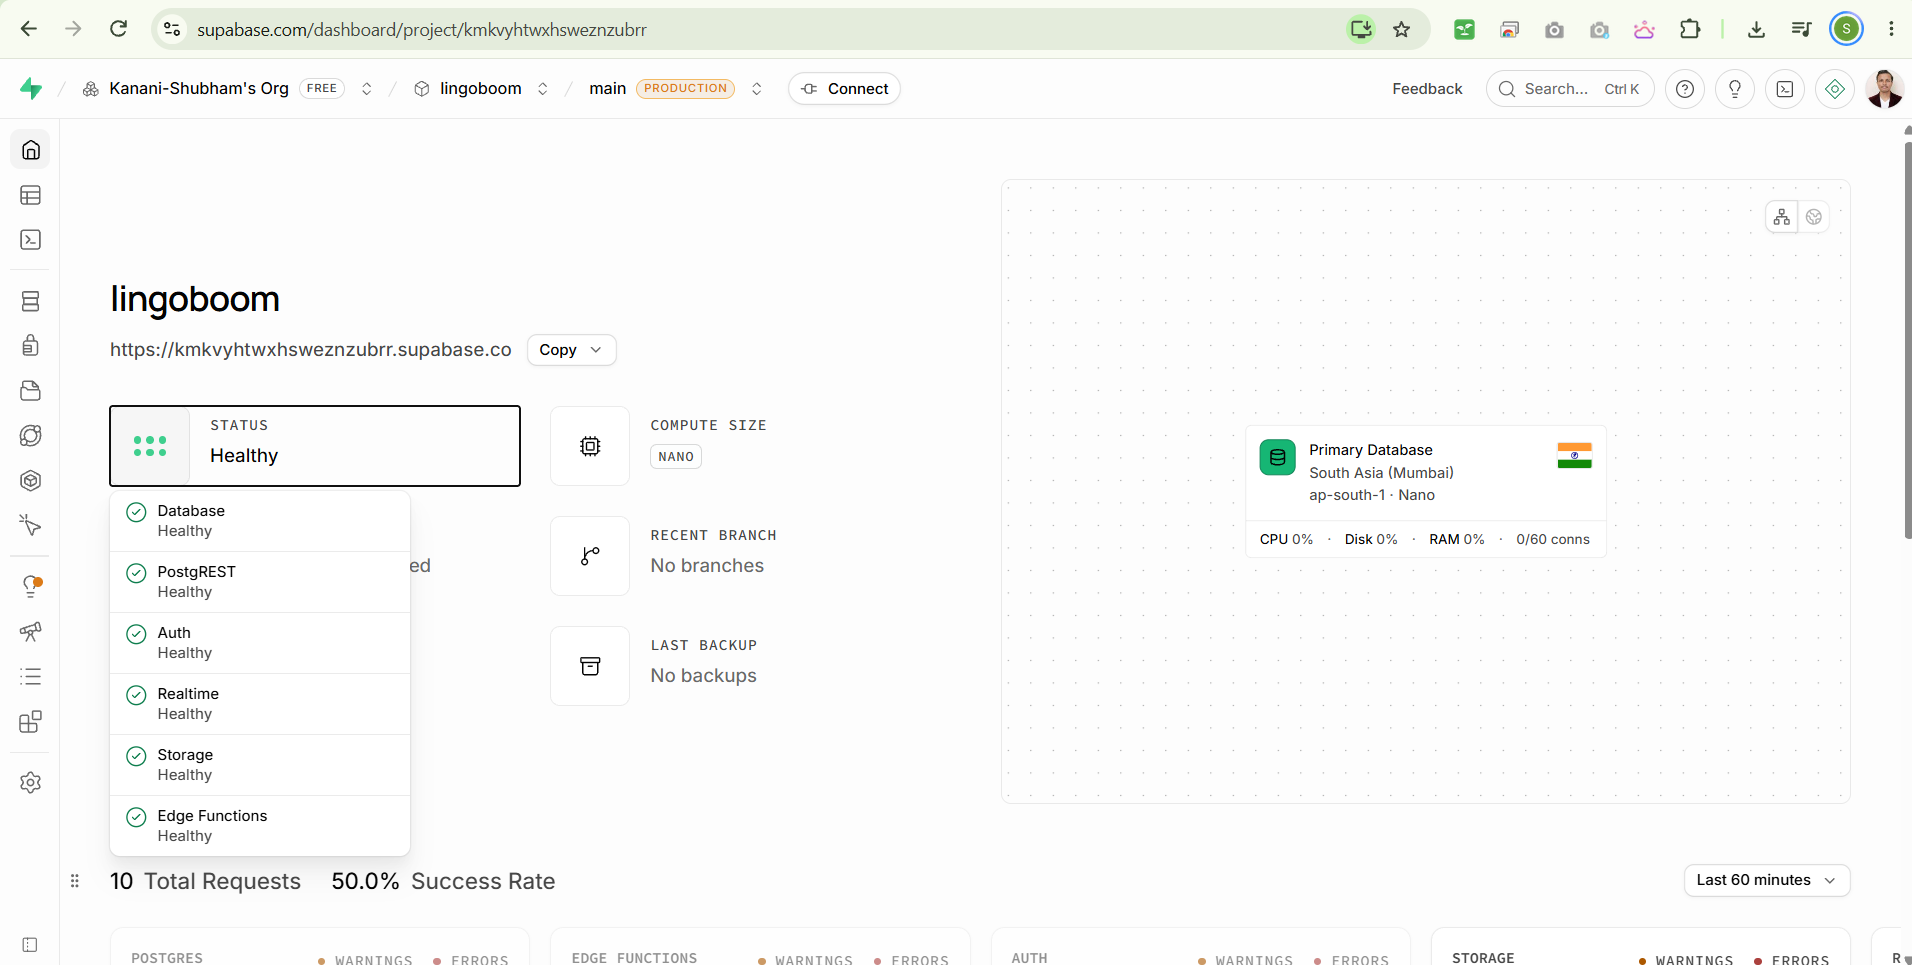 supabase.com/dashboard/project/kmkvyhtwxhsweznzubrr
S
Kanani-Shubham's Org FREE
lingoboom
main PRODUCTION
Connect
Feedback
Search... Ctrl K
lingoboom
https://kmkvyhtwxhsweznzubrr.supabase.co Copy
STATUS
Healthy
COMPUTE SIZE
NANO
Database
Healthy
PostgREST
Healthy
Auth
Healthy
Realtime
Healthy
Storage
Healthy
Edge Functions
Healthy
ed
RECENT BRANCH
No branches
LAST BACKUP
No backups
Primary Database
South Asia (Mumbai)
ap-south-1 · Nano
CPU 0% · Disk 0% · RAM 0% · 0/60 conns
10 Total Requests 50.0% Success Rate
Last 60 minutes
POSTGRES WARNINGS ERRORS
EDGE FUNCTIONS WARNINGS ERRORS
AUTH WARNINGS ERRORS
STORAGE WARNINGS ERRORS
R